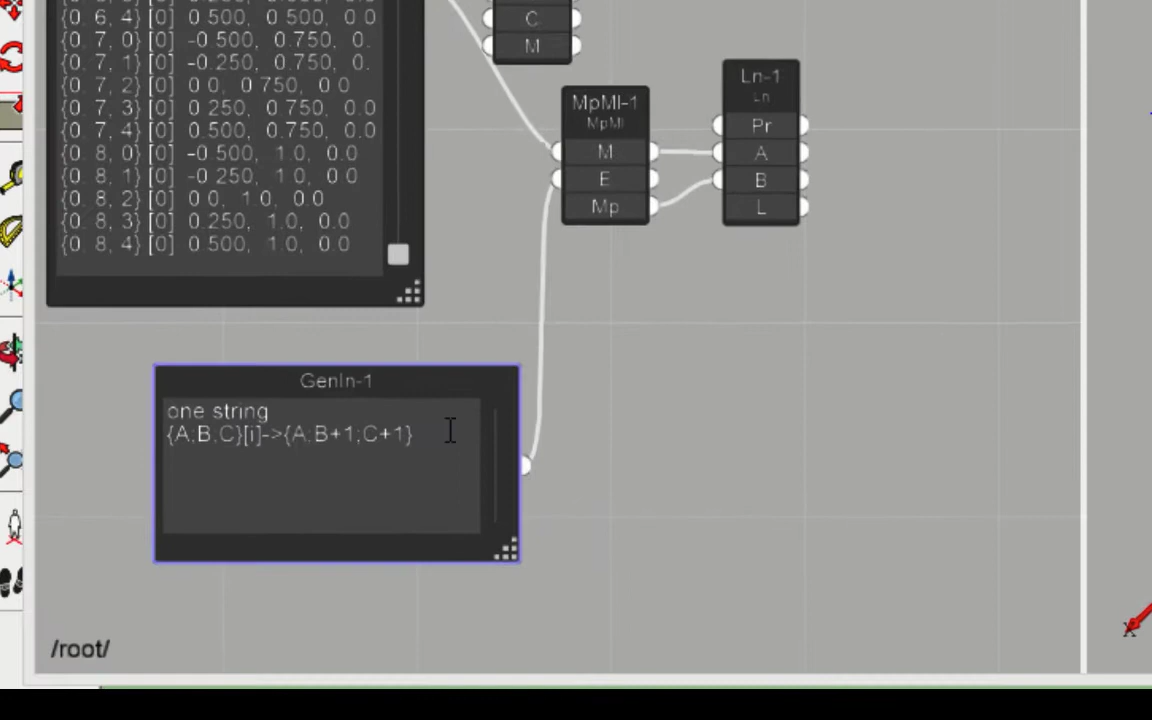 {0. 6, 4} [0] 0.500, 0.500, 0.0
{0. 7, 0} [0] -0.500, 0.750, 0.
{0. 7, 1} [0] -0.250, 0.750, 0.
{0. 7, 2} [0] 0 0, 0 750, 0 0
{0. 7, 3} [0] 0 250, 0.750, 0.0
{0. 7, 4} [0] 0.500, 0.750, 0.0
{0. 8, 0} [0] -0.500, 1.0, 0.0
{0. 8, 1} [0] -0.250, 1 0, 0 0
{0. 8, 2} [0] 0 0, 1 0, 0.0
{0. 8, 3} [0] 0.250, 1.0, 0.0
{0. 8, 4} [0] 0.500, 1.0, 0.0
C
M
MpMl-1
MpMl
M
E
Mp
Ln-1
Ln
Pr
A
B
L
GenIn-1
one string
{A;B,C}[i]->{A:B+1;C+1}
/root/
X